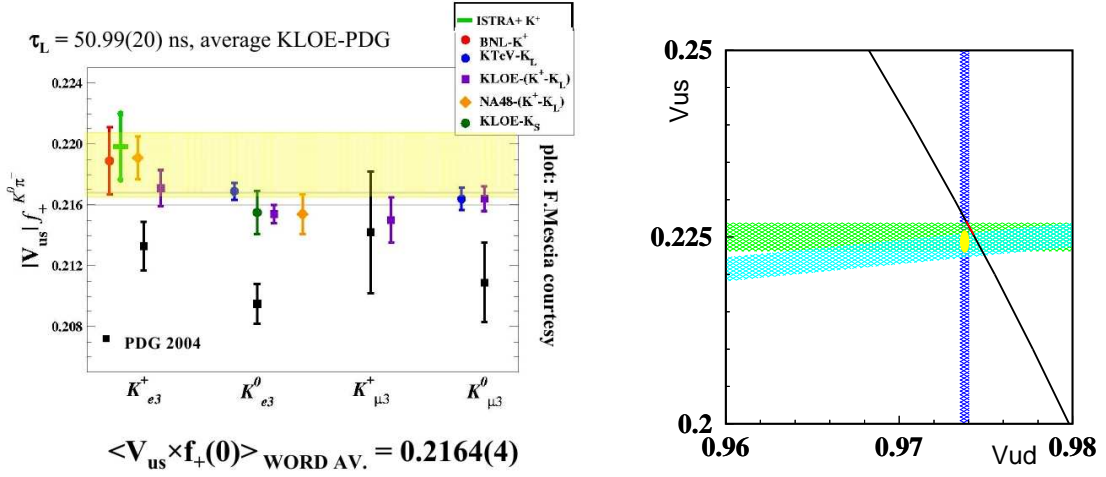 τL = 50.99(20) ns, average KLOE-PDG
ISTRA+ K+
BNL-K+
KTeV-KL
KLOE-(K+-KL)
NA48-(K+-KL)
KLOE-KS
|Vus| f+K0π−
0.224
0.220
0.216
0.212
0.208
PDG 2004
K+e3
K0e3
K+μ3
K0μ3
plot: F.Mescia courtesy
<Vus×f+(0)> WORD AV. = 0.2164(4)
Vus
0.25
0.225
0.2
0.96
0.97
0.98
Vud